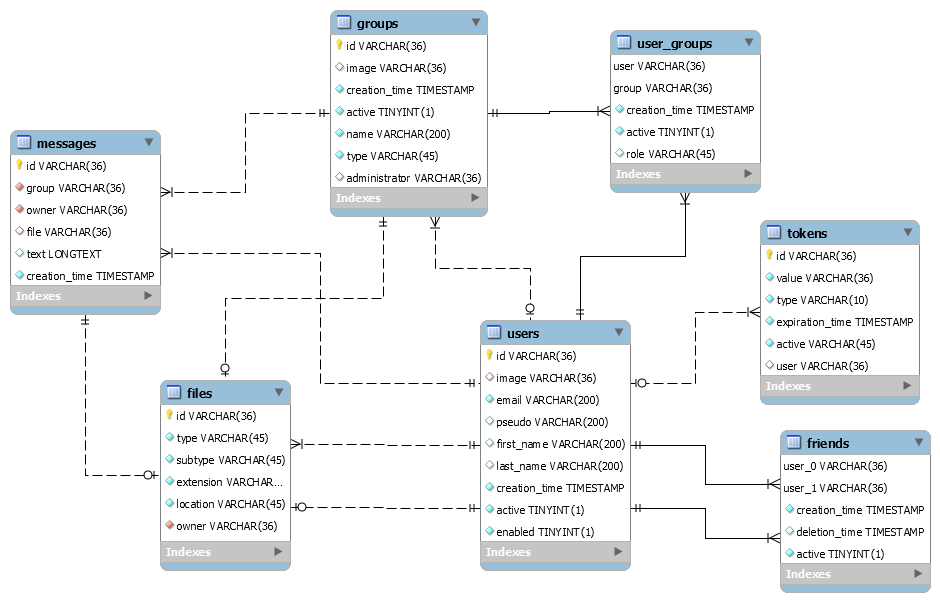 groups
id VARCHAR(36)
image VARCHAR(36)
creation_time TIMESTAMP
active TINYINT(1)
name VARCHAR(200)
type VARCHAR(45)
administrator VARCHAR(36)
Indexes
user_groups
user VARCHAR(36)
group VARCHAR(36)
creation_time TIMESTAMP
active TINYINT(1)
role VARCHAR(45)
Indexes
messages
id VARCHAR(36)
group VARCHAR(36)
owner VARCHAR(36)
file VARCHAR(36)
text LONGTEXT
creation_time TIMESTAMP
Indexes
tokens
id VARCHAR(36)
value VARCHAR(36)
type VARCHAR(10)
expiration_time TIMESTAMP
active VARCHAR(45)
user VARCHAR(36)
Indexes
users
id VARCHAR(36)
image VARCHAR(36)
email VARCHAR(200)
pseudo VARCHAR(200)
first_name VARCHAR(200)
last_name VARCHAR(200)
creation_time TIMESTAMP
active TINYINT(1)
enabled TINYINT(1)
Indexes
files
id VARCHAR(36)
type VARCHAR(45)
subtype VARCHAR(45)
extension VARCHAR...
location VARCHAR(45)
owner VARCHAR(36)
Indexes
friends
user_0 VARCHAR(36)
user_1 VARCHAR(36)
creation_time TIMESTAMP
deletion_time TIMESTAMP
active TINYINT(1)
Indexes